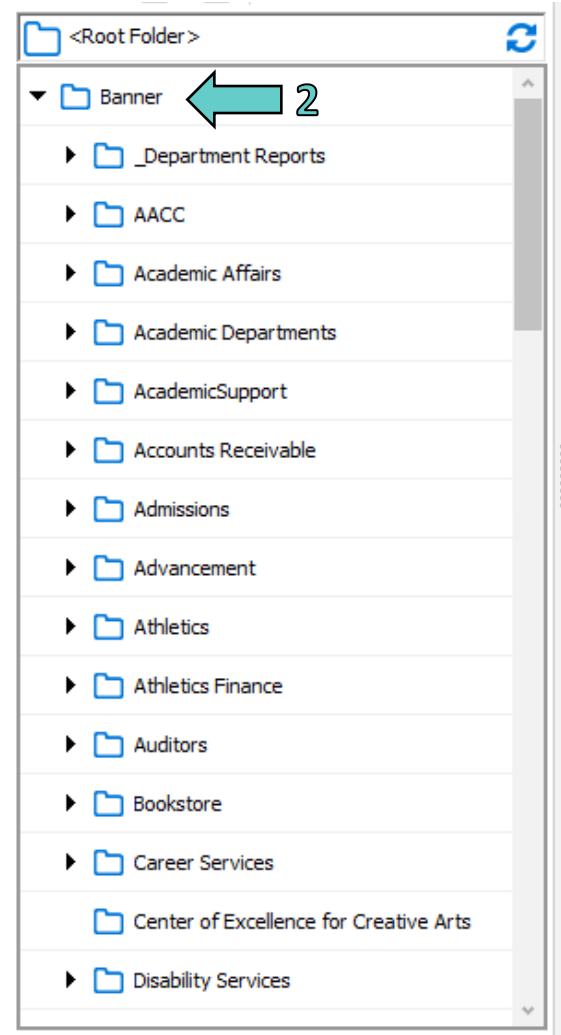 <Root Folder>
Banner 2
_Department Reports
AACC
Academic Affairs
Academic Departments
AcademicSupport
Accounts Receivable
Admissions
Advancement
Athletics
Athletics Finance
Auditors
Bookstore
Career Services
Center of Excellence for Creative Arts
Disability Services